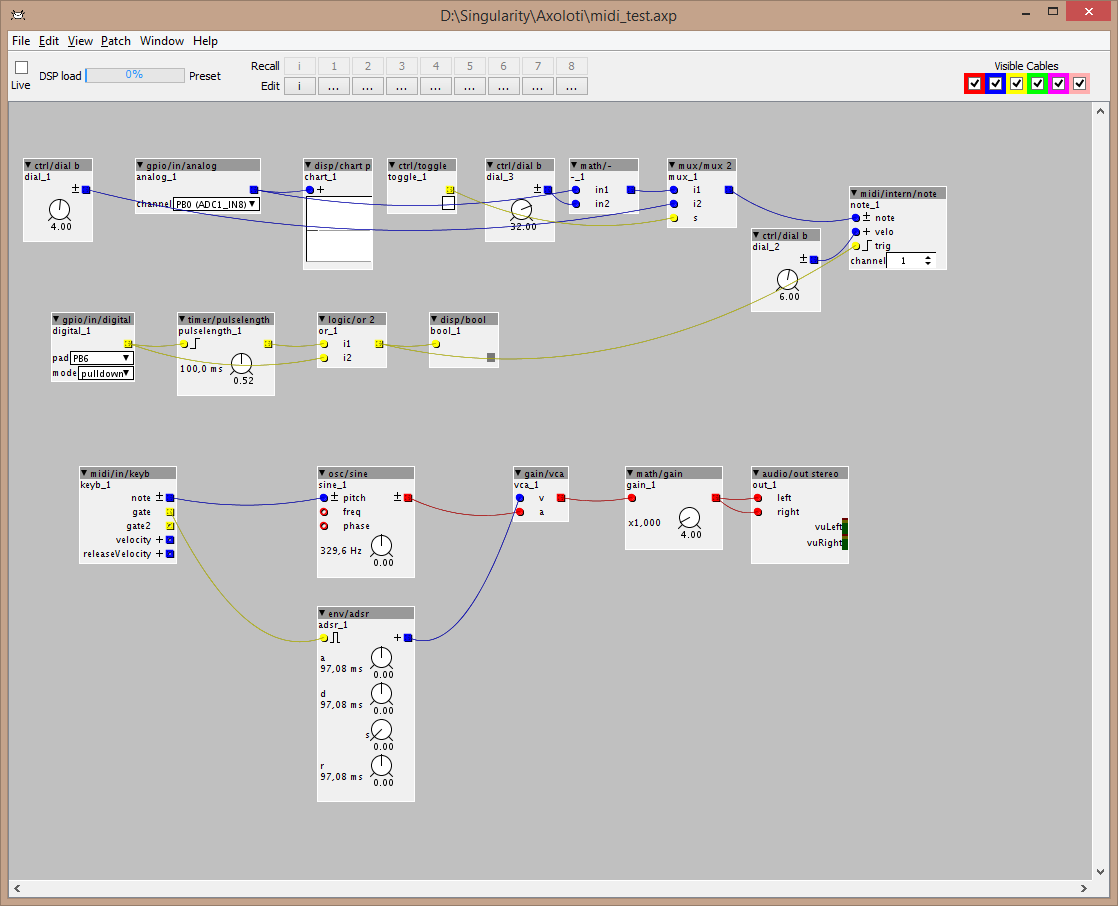 D:\Singularity\Axoloti\midi_test.axp
File Edit View Patch Window Help
Live
DSP load 0% Preset
Recall i 1 2 3 4 5 6 7 8
Edit i ... ... ... ... ... ... ... ...
Visible Cables
ctrl/dial b
dial_1
±
4.00
gpio/in/analog
analog_1
channel PB0 (ADC1_IN8)
disp/chart p
chart_1
+
ctrl/toggle
toggle_1
ctrl/dial b
dial_3
±
32.00
math/-
-_1
in1
in2
mux/mux 2
mux_1
i1
i2
s
ctrl/dial b
dial_2
±
6.00
midi/intern/note
note_1
± note
+ velo
trig
channel 1
gpio/in/digital
digital_1
pad PB6
mode pulldown
timer/pulselength
pulselength_1
100,0 ms
0.52
logic/or 2
or_1
i1
i2
disp/bool
bool_1
midi/in/keyb
keyb_1
note ±
gate
gate2
velocity +
releaseVelocity +
osc/sine
sine_1
± pitch ±
freq
phase
329,6 Hz
0.00
gain/vca
vca_1
v
a
math/gain
gain_1
x1,000
4.00
audio/out stereo
out_1
left
right
vuLeft
vuRight
env/adsr
adsr_1
+
a
97,08 ms
0.00
d
97,08 ms
0.00
s
0.00
r
97,08 ms
0.00